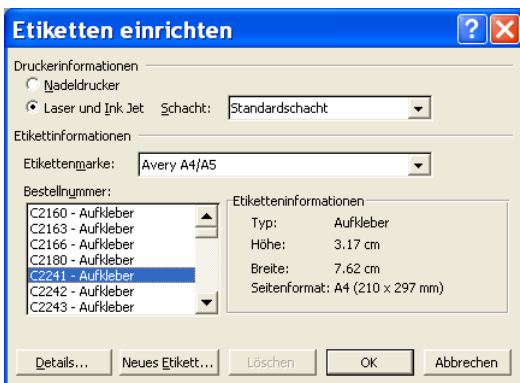 Etiketten einrichten
Druckerinformationen
Nadeldrucker
Laser und Ink Jet Schacht: Standardschacht
Etikettinformationen
Etikettenmarke: Avery A4/A5
Bestellnummer:
C2160 - Aufkleber
C2163 - Aufkleber
C2166 - Aufkleber
C2180 - Aufkleber
C2241 - Aufkleber
C2242 - Aufkleber
C2243 - Aufkleber
Etiketteninformationen
Typ: Aufkleber
Höhe: 3.17 cm
Breite: 7.62 cm
Seitenformat: A4 (210 x 297 mm)
Details... Neues Etikett... Löschen OK Abbrechen